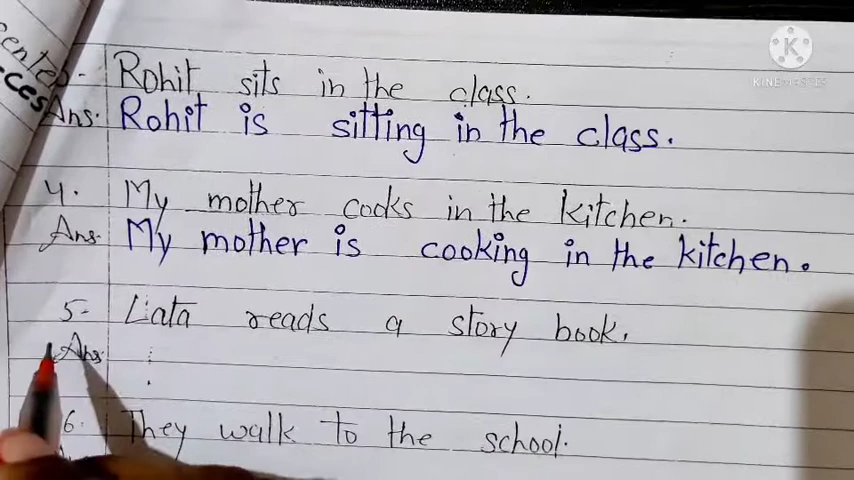 Rohit sits in the class.
Ans. Rohit is sitting in the class.
4. My mother cooks in the kitchen.
Ans. My mother is cooking in the kitchen.
5- Lata reads a story book.
Ans
6. They walk to the school.
KINEMASTER